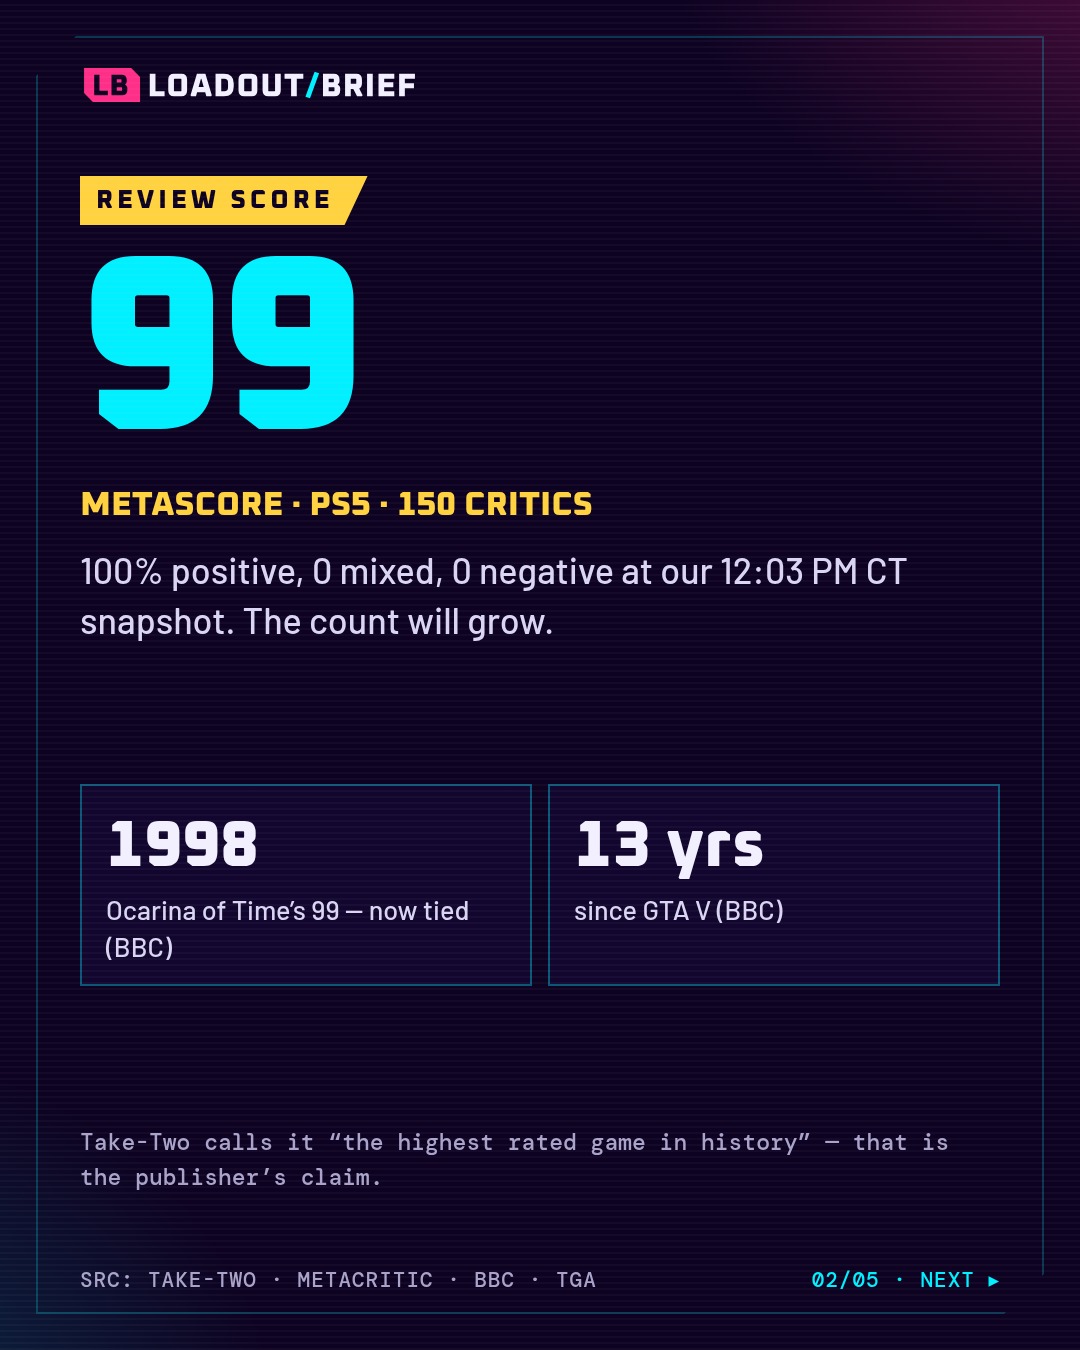 LB LOADOUT/BRIEF
REVIEW SCORE
99
METASCORE · PS5 · 150 CRITICS
100% positive, 0 mixed, 0 negative at our 12:03 PM CT
snapshot. The count will grow.
1998
Ocarina of Time’s 99 — now tied
(BBC)
13 yrs
since GTA V (BBC)
Take-Two calls it “the highest rated game in history” — that is
the publisher’s claim.
SRC: TAKE-TWO · METACRITIC · BBC · TGA
02/05 · NEXT ▸